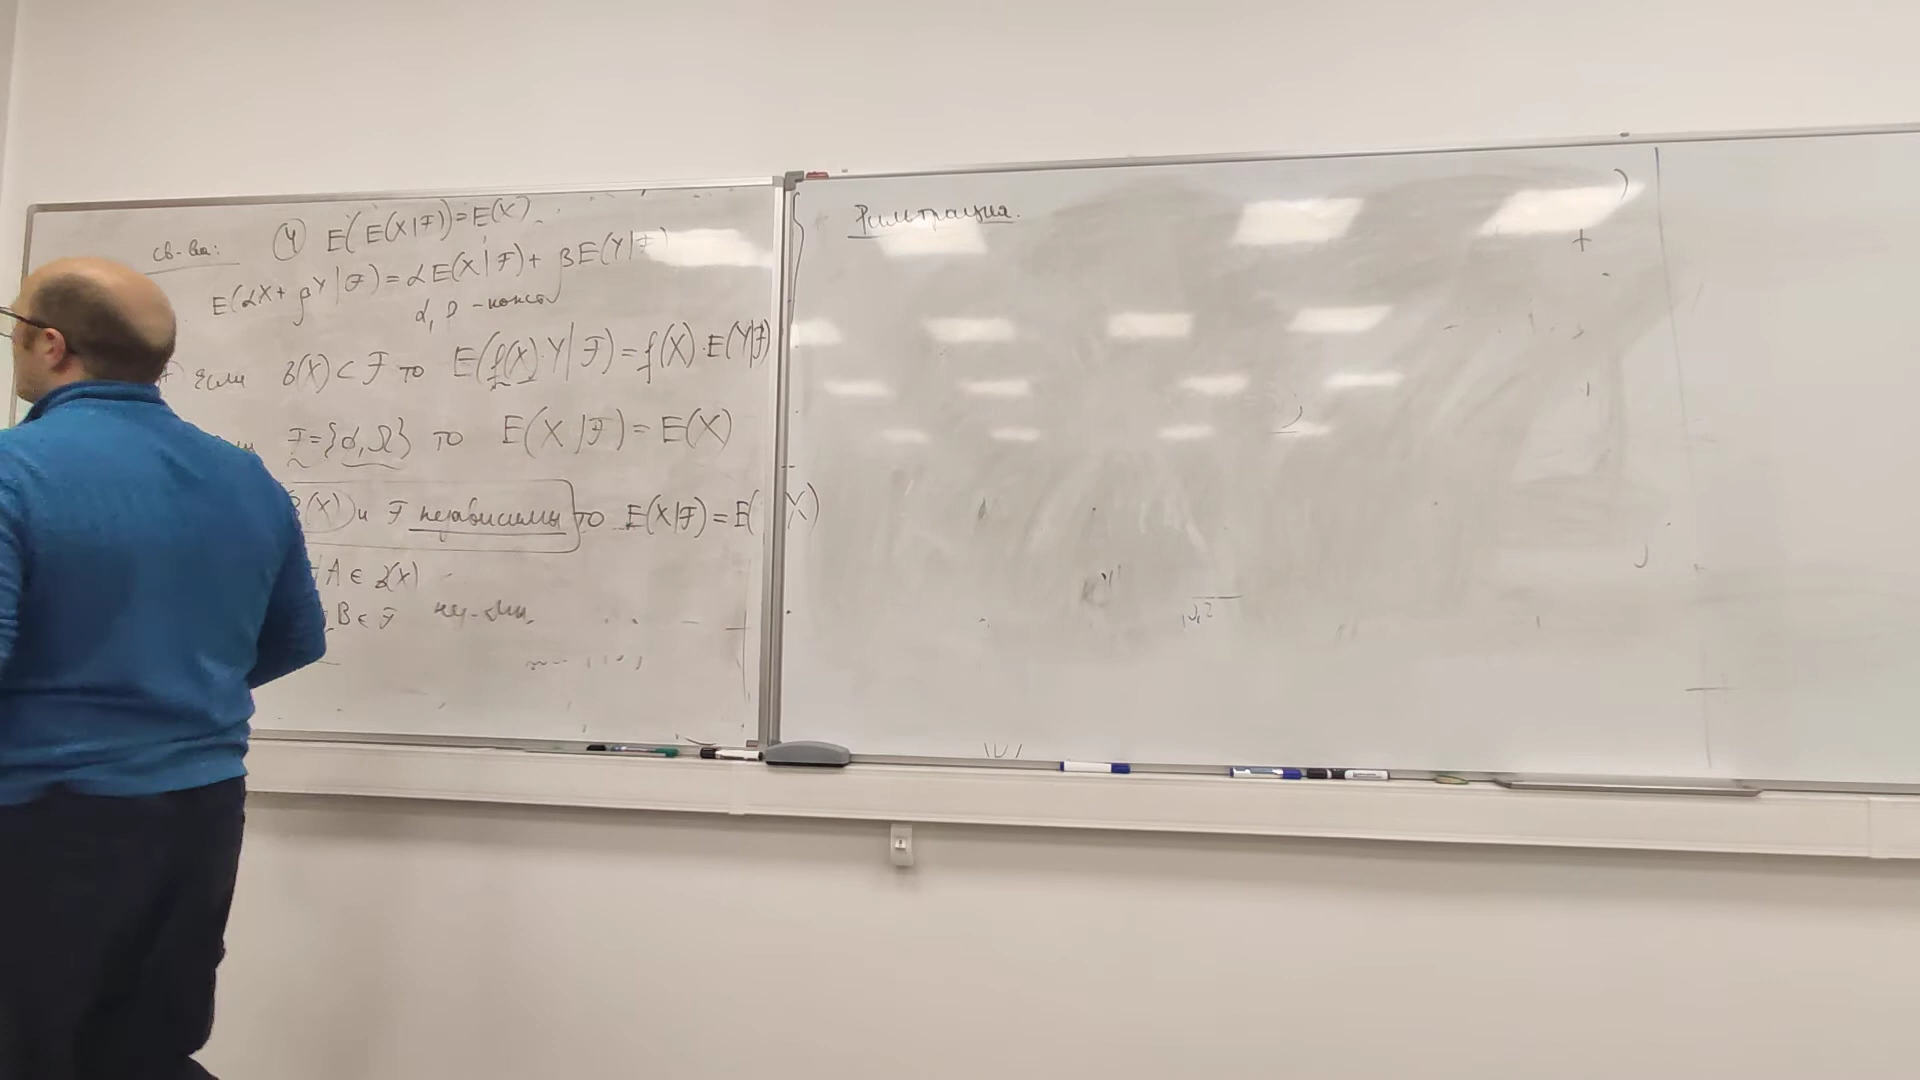 св-ва: ④ E(E(X|F))=E(X)
E(αX+βY|F)=αE(X|F)+βE(Y|F)
α, β - конст
Если σ(X)⊂F то E(f(X)·Y|F)=f(X)·E(Y|F)
F={∅,Ω} то E(X|F)=E(X)
σ(X) и F независимы то E(X|F)=E(X)
∀A∈σ(X)
B∈F
Фильтрация.